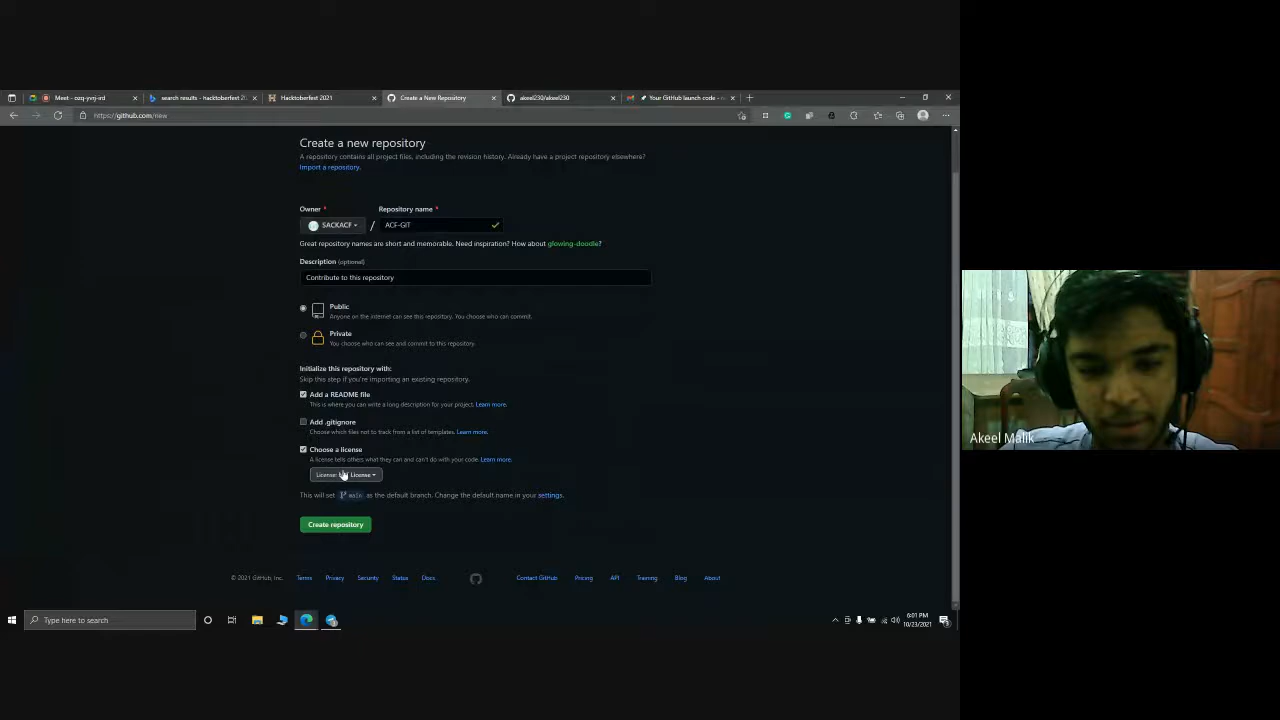 Meet - ozq-yvrj-ird
search results - hacktoberfest 2
Hacktoberfest 2021
Create a New Repository
akeel230/akeel230
Your GitHub launch code -
https://github.com/new
Create a new repository
A repository contains all project files, including the revision history. Already have a project repository elsewhere?
Import a repository.
Owner *
Repository name *
SACKACF
/
ACF-GIT
Great repository names are short and memorable. Need inspiration? How about glowing-doodle?
Description (optional)
Contribute to this repository
Public
Anyone on the internet can see this repository. You choose who can commit.
Private
You choose who can see and commit to this repository.
Initialize this repository with:
Skip this step if you're importing an existing repository.
Add a README file
This is where you can write a long description for your project. Learn more.
Add .gitignore
Choose which files not to track from a list of templates. Learn more.
Choose a license
A license tells others what they can and can't do with your code. Learn more.
License: License
This will set main as the default branch. Change the default name in your settings.
Create repository
© 2021 GitHub, Inc. Terms Privacy Security Status Docs Contact GitHub Pricing API Training Blog About
Type here to search
6:01 PM
10/23/2021
Akeel Malik